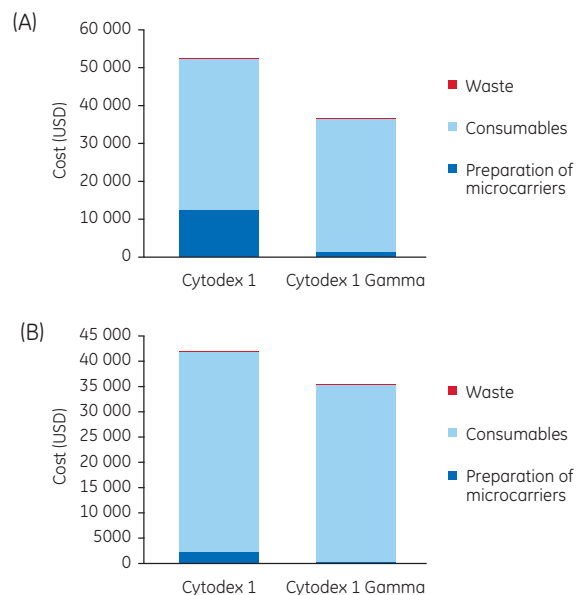 (A)
60 000
50 000
40 000
30 000
20 000
10 000
0
Cost (USD)
Cytodex 1
Cytodex 1 Gamma
Waste
Consumables
Preparation of
microcarriers
(B)
45 000
40 000
35 000
30 000
25 000
20 000
15 000
10 000
5000
0
Cost (USD)
Cytodex 1
Cytodex 1 Gamma
Waste
Consumables
Preparation of
microcarriers